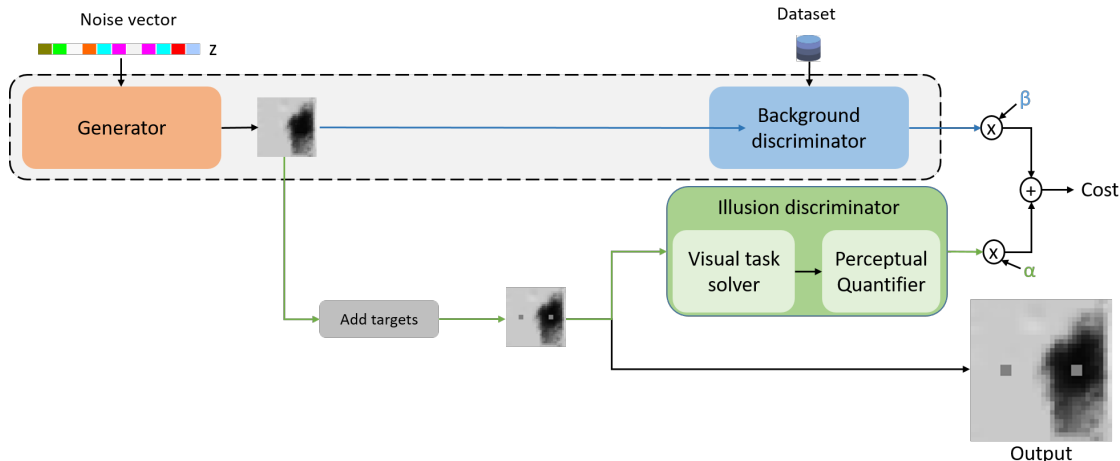 Noise vector
z
Dataset
Generator
Background
discriminator
β
x
+
Cost
Illusion discriminator
Visual task
solver
Perceptual
Quantifier
x
α
Add targets
Output